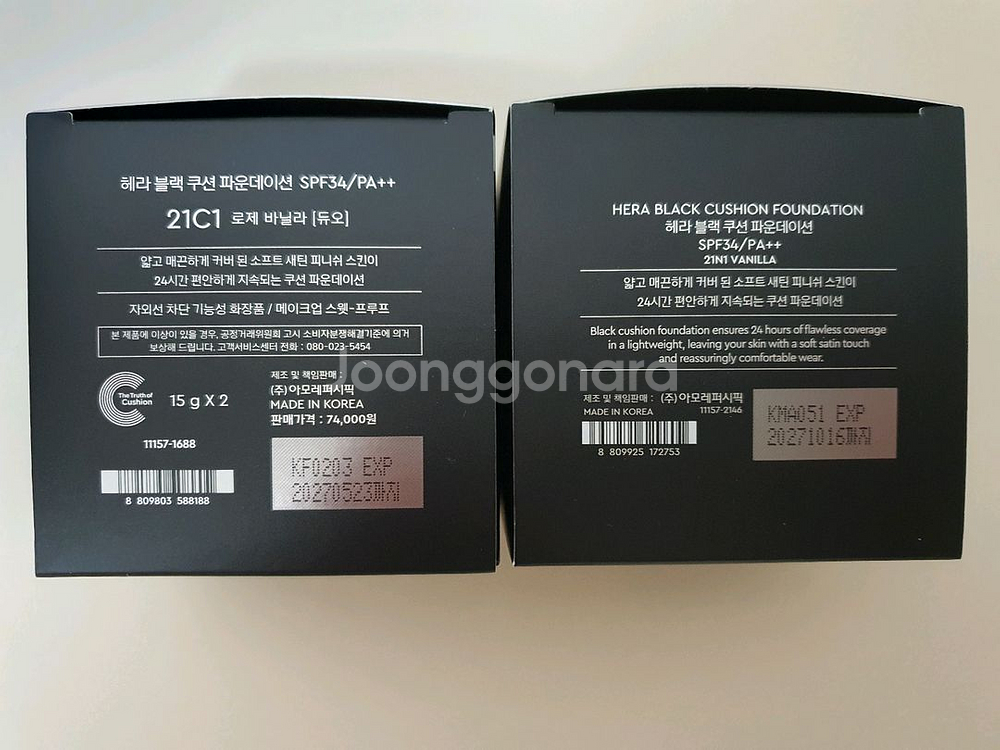 헤라 블랙 쿠션 파운데이션 SPF34/PA++
21C1 로제 바닐라 [듀오]
얇고 매끈하게 커버 된 소프트 새틴 피니쉬 스킨이
24시간 편안하게 지속되는 쿠션 파운데이션
자외선 차단 기능성 화장품 / 메이크업 스웻-프루프
본 제품에 이상이 있을 경우, 공정거래위원회 고시 소비자분쟁해결기준에 의거
보상해 드립니다. 고객서비스센터 전화 : 080-023-5454
The Truth of
Cushion
15 g X 2
제조 및 책임판매 :
(주)아모레퍼시픽
MADE IN KOREA
판매가격 : 74,000원
11157-1688
8 809803 588188
KF0203 EXP
20270523까지
HERA BLACK CUSHION FOUNDATION
헤라 블랙 쿠션 파운데이션
SPF34/PA++
21N1 VANILLA
얇고 매끈하게 커버 된 소프트 새틴 피니쉬 스킨이
24시간 편안하게 지속되는 쿠션 파운데이션
Black cushion foundation ensures 24 hours of flawless coverage
in a lightweight, leaving your skin with a soft satin touch
and reassuringly comfortable wear.
제조 및 책임판매 : (주)아모레퍼시픽
MADE IN KOREA 11157-2146
8 809925 172753
KMA051 EXP
20271016까지
joonggonara